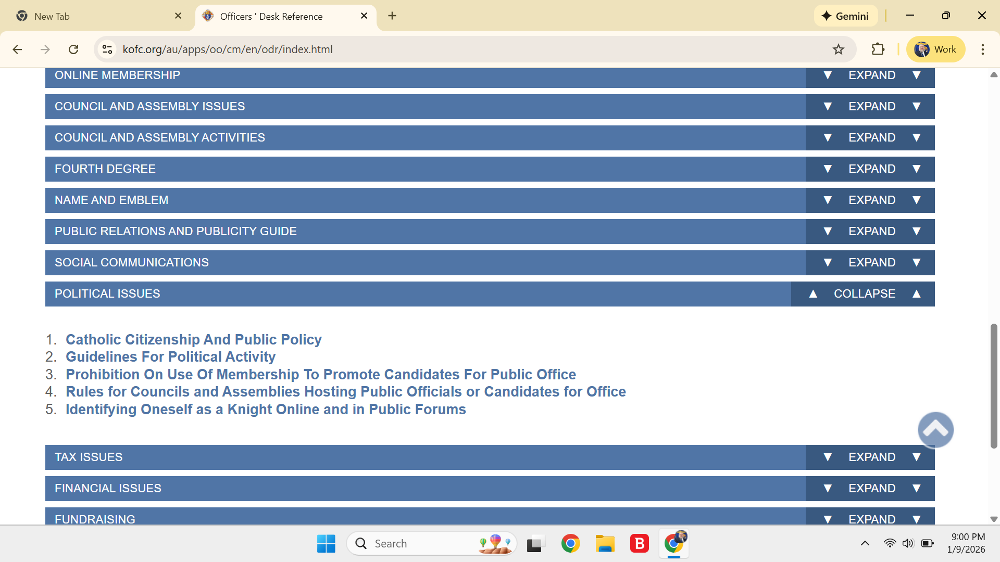 New Tab
Officers ' Desk Reference
Gemini
kofc.org/au/apps/oo/cm/en/odr/index.html
Work
ONLINE MEMBERSHIP ▼ EXPAND ▼
COUNCIL AND ASSEMBLY ISSUES ▼ EXPAND ▼
COUNCIL AND ASSEMBLY ACTIVITIES ▼ EXPAND ▼
FOURTH DEGREE ▼ EXPAND ▼
NAME AND EMBLEM ▼ EXPAND ▼
PUBLIC RELATIONS AND PUBLICITY GUIDE ▼ EXPAND ▼
SOCIAL COMMUNICATIONS ▼ EXPAND ▼
POLITICAL ISSUES ▲ COLLAPSE ▲
1. Catholic Citizenship And Public Policy
2. Guidelines For Political Activity
3. Prohibition On Use Of Membership To Promote Candidates For Public Office
4. Rules for Councils and Assemblies Hosting Public Officials or Candidates for Office
5. Identifying Oneself as a Knight Online and in Public Forums
TAX ISSUES ▼ EXPAND ▼
FINANCIAL ISSUES ▼ EXPAND ▼
FUNDRAISING ▼ EXPAND ▼
Search
B
9:00 PM
1/9/2026